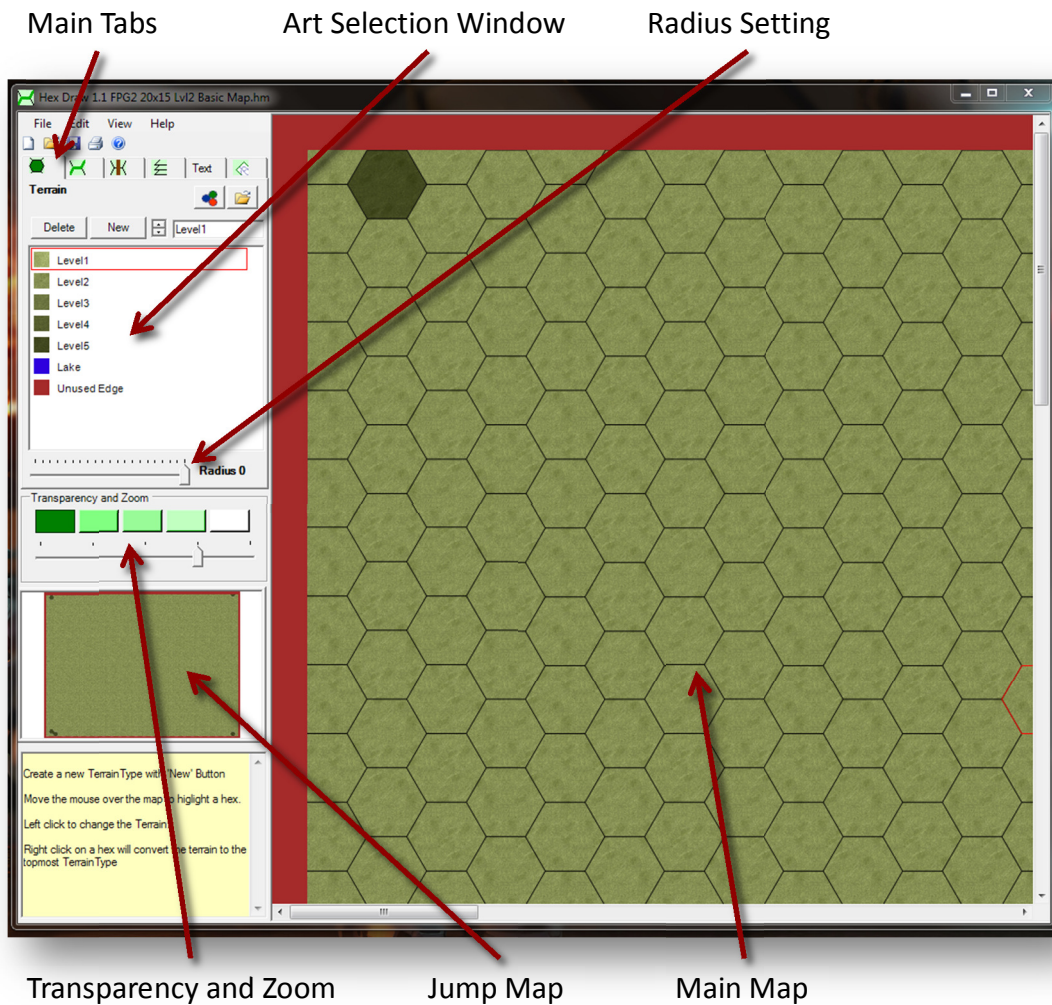 Main Tabs Art Selection Window Radius Setting
Hex Draw 1.1 FPG2 20x15 Lvl2 Basic Map.hm
File Edit View Help
Text
Terrain
Delete New Level1
Level1
Level2
Level3
Level4
Level5
Lake
Unused Edge
Radius 0
Transparency and Zoom
Create a new TerrainType with 'New' Button
Move the mouse over the map to higlight a hex.
Left click to change the Terrain
Right click on a hex will convert the terrain to the
topmost TerrainType
Transparency and Zoom Jump Map Main Map